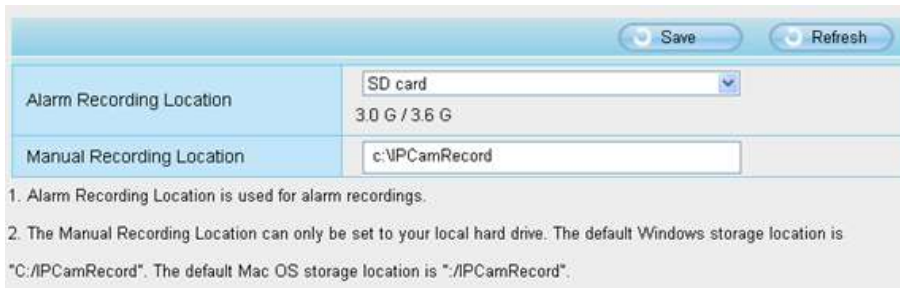 Save Refresh
Alarm Recording Location SD card
3.0 G / 3.6 G
Manual Recording Location c:\IPCamRecord
1. Alarm Recording Location is used for alarm recordings.
2. The Manual Recording Location can only be set to your local hard drive. The default Windows storage location is
"C:/IPCamRecord". The default Mac OS storage location is ":/IPCamRecord".